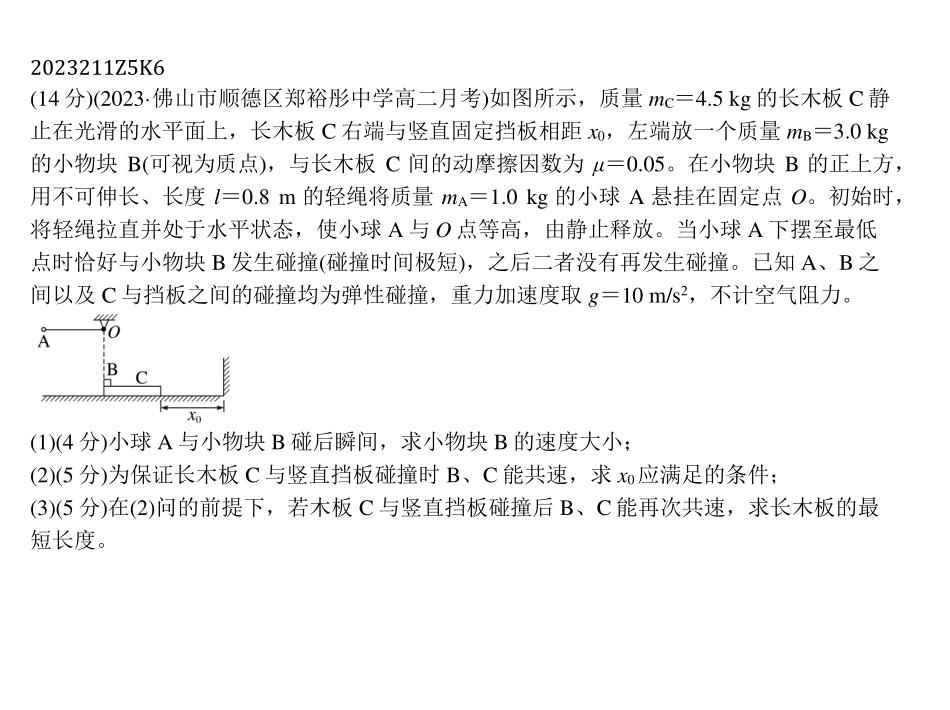 2023211Z5K6
(14 分)(2023·佛山市顺德区郑裕彤中学高二月考)如图所示，质量 mC＝4.5 kg 的长木板 C 静
止在光滑的水平面上，长木板 C 右端与竖直固定挡板相距 x0，左端放一个质量 mB＝3.0 kg
的小物块 B(可视为质点)，与长木板 C 间的动摩擦因数为 μ＝0.05。在小物块 B 的正上方，
用不可伸长、长度 l＝0.8 m 的轻绳将质量 mA＝1.0 kg 的小球 A 悬挂在固定点 O。初始时，
将轻绳拉直并处于水平状态，使小球 A 与 O 点等高，由静止释放。当小球 A 下摆至最低
点时恰好与小物块 B 发生碰撞(碰撞时间极短)，之后二者没有再发生碰撞。已知 A、B 之
间以及 C 与挡板之间的碰撞均为弹性碰撞，重力加速度取 g＝10 m/s²，不计空气阻力。
A
O
B
C
x0
(1)(4 分)小球 A 与小物块 B 碰后瞬间，求小物块 B 的速度大小；
(2)(5 分)为保证长木板 C 与竖直挡板碰撞时 B、C 能共速，求 x0应满足的条件；
(3)(5 分)在(2)问的前提下，若木板 C 与竖直挡板碰撞后 B、C 能再次共速，求长木板的最
短长度。